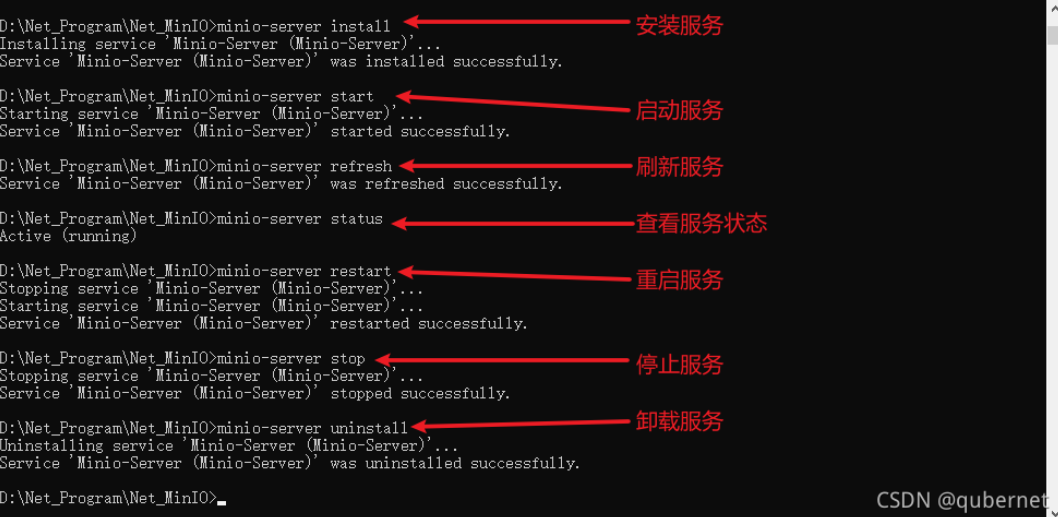 D:\Net_Program\Net_MinIO>minio-server install
安装服务
Installing service 'Minio-Server (Minio-Server)'...
Service 'Minio-Server (Minio-Server)' was installed successfully.
D:\Net_Program\Net_MinIO>minio-server start
启动服务
Starting service 'Minio-Server (Minio-Server)'...
Service 'Minio-Server (Minio-Server)' started successfully.
D:\Net_Program\Net_MinIO>minio-server refresh
刷新服务
Service 'Minio-Server (Minio-Server)' was refreshed successfully.
D:\Net_Program\Net_MinIO>minio-server status
查看服务状态
Active (running)
D:\Net_Program\Net_MinIO>minio-server restart
重启服务
Stopping service 'Minio-Server (Minio-Server)'...
Starting service 'Minio-Server (Minio-Server)'...
Service 'Minio-Server (Minio-Server)' restarted successfully.
D:\Net_Program\Net_MinIO>minio-server stop
停止服务
Stopping service 'Minio-Server (Minio-Server)'...
Service 'Minio-Server (Minio-Server)' stopped successfully.
D:\Net_Program\Net_MinIO>minio-server uninstall
卸载服务
Uninstalling service 'Minio-Server (Minio-Server)'...
Service 'Minio-Server (Minio-Server)' was uninstalled successfully.
D:\Net_Program\Net_MinIO>
CSDN @qubernet